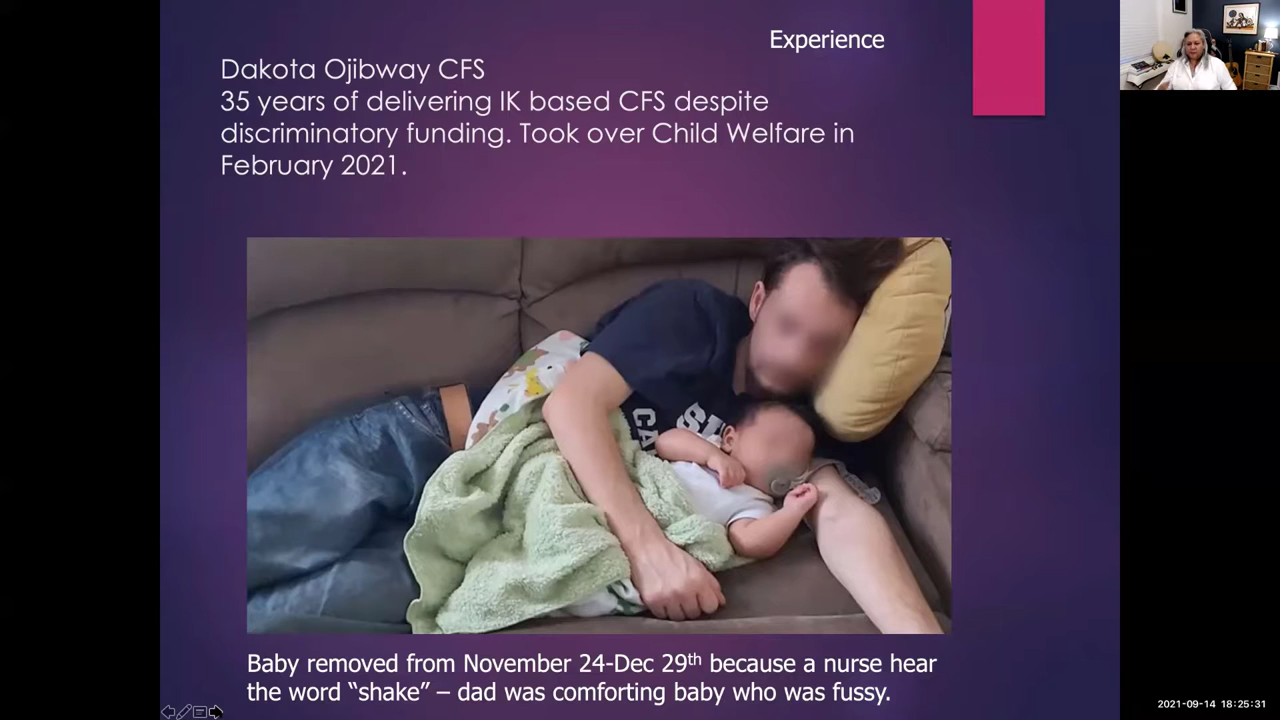 Experience
Dakota Ojibway CFS
35 years of delivering IK based CFS despite
discriminatory funding. Took over Child Welfare in
February 2021.
Baby removed from November 24-Dec 29th because a nurse hear
the word “shake” – dad was comforting baby who was fussy.
2021-09-14 18:25:31